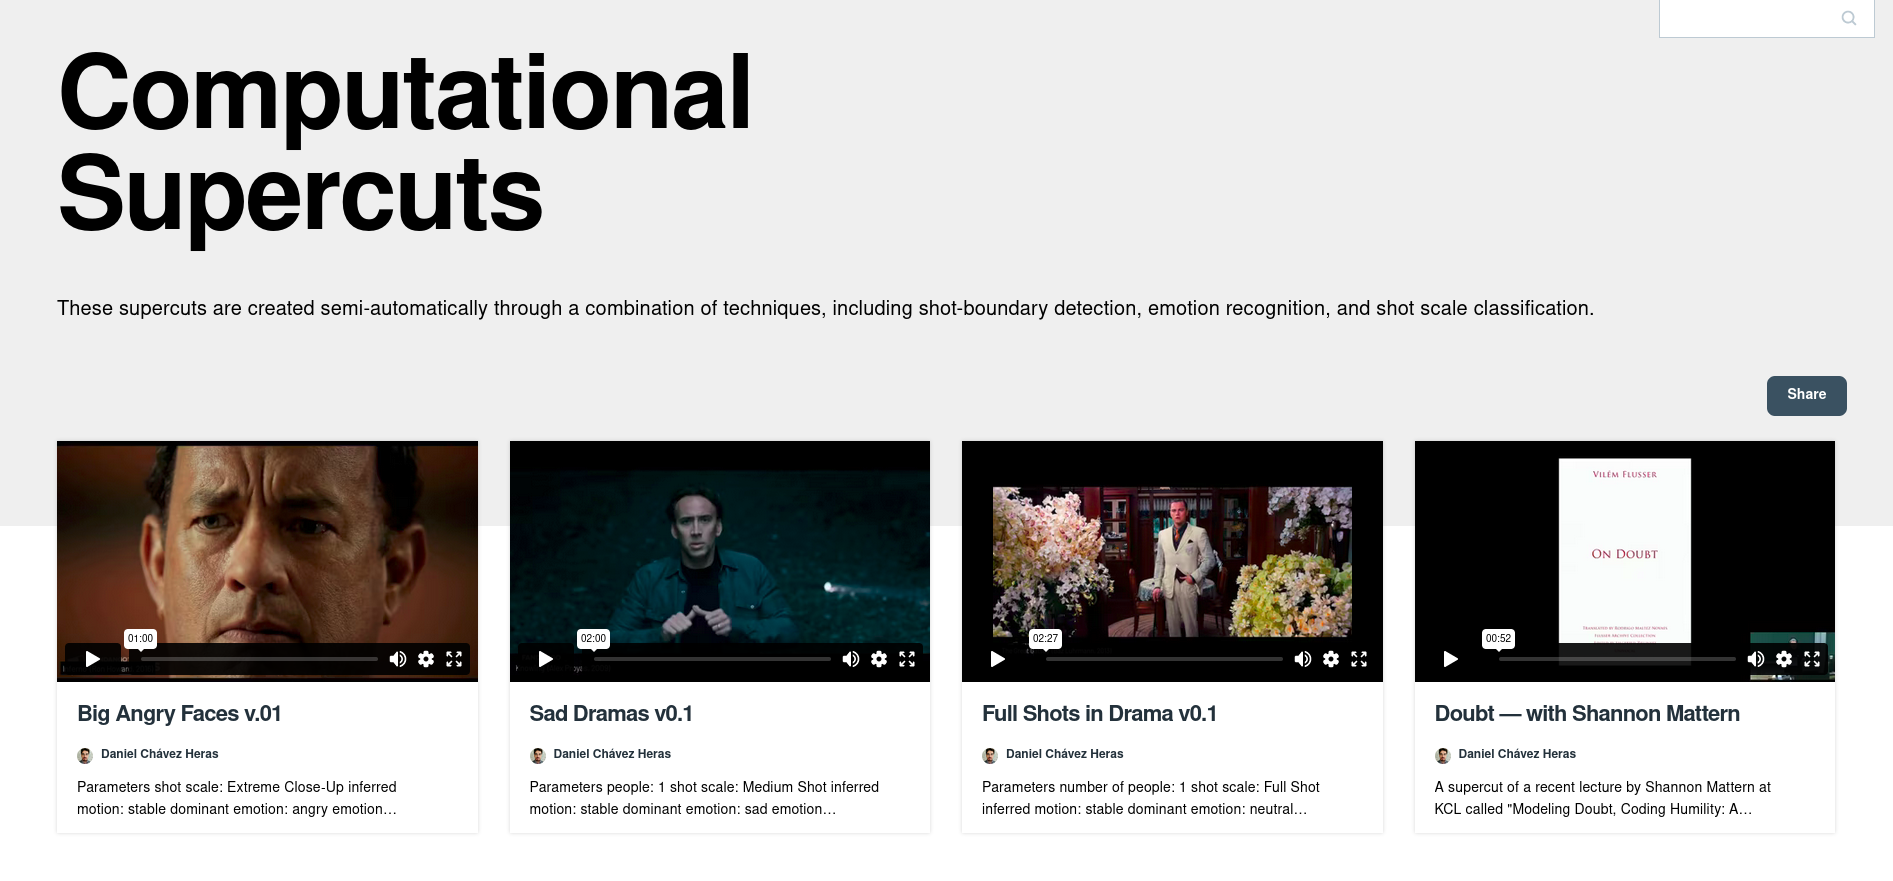 Computational
Supercuts
These supercuts are created semi-automatically through a combination of techniques, including shot-boundary detection, emotion recognition, and shot scale classification.
Share
01:00
Big Angry Faces v.01
Daniel Chávez Heras
Parameters shot scale: Extreme Close-Up inferred
motion: stable dominant emotion: angry emotion…
02:00
Sad Dramas v0.1
Daniel Chávez Heras
Parameters people: 1 shot scale: Medium Shot inferred
motion: stable dominant emotion: sad emotion…
02:27
Full Shots in Drama v0.1
Daniel Chávez Heras
Parameters number of people: 1 shot scale: Full Shot
inferred motion: stable dominant emotion: neutral…
VILÉM FLUSSER
ON DOUBT
00:52
Doubt — with Shannon Mattern
Daniel Chávez Heras
A supercut of a recent lecture by Shannon Mattern at
KCL called "Modeling Doubt, Coding Humility: A…